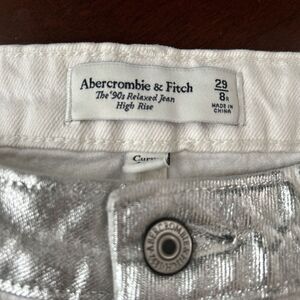 Abercrombie & Fitch
The '90s Relaxed Jean
High Rise
29
8R
MADE IN
CHINA
Curve
ABERCROMBIE